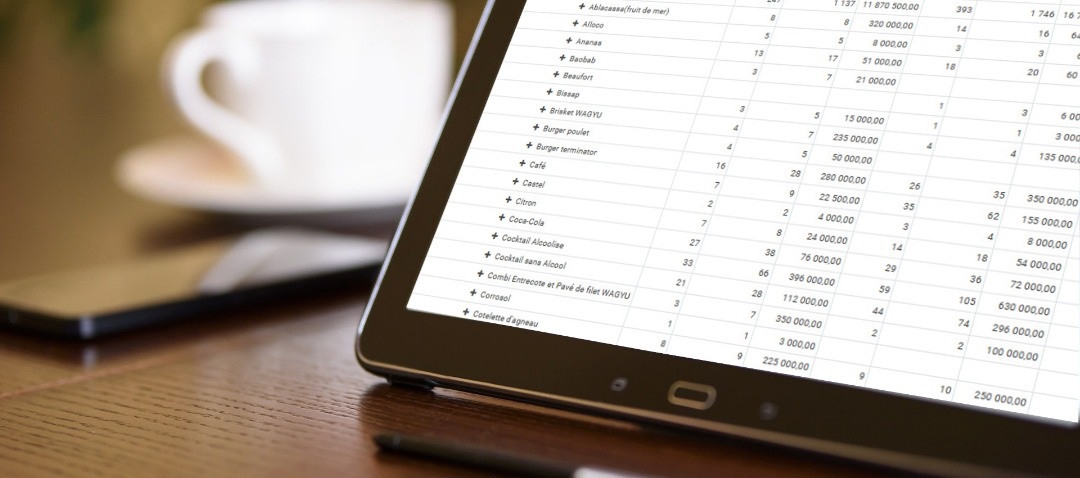 1 137 11 870 500,00 393 1 746
+ Ablacassa(fruit de mer) 8 8 320 000,00 14 16
+ Alloco 5 5 8 000,00 3 3
+ Ananas 13 17 51 000,00 18 20 60
+ Baobab 3 7 21 000,00
+ Beaufort 1 3 6 00
+ Bissap 3 5 15 000,00 1 1 3 000
+ Brisket WAGYU 4 7 235 000,00 4 4 135 000,0
+ Burger poulet 4 5 50 000,00
+ Burger terminator 16 28 280 000,00 26 35 350 000,00
+ Café 7 9 22 500,00 35 62 155 000,00
+ Castel 2 2 4 000,00 3 4 8 000,00
+ Citron 7 8 24 000,00 14 18 54 000,00
+ Coca-Cola 27 38 76 000,00 29 36 72 000,00
+ Cocktail Alcoolise 33 66 396 000,00 59 105 630 000,00
+ Cocktail sans Alcool 21 28 112 000,00 44 74 296 000,00
+ Combi Entrecote et Pavé de filet WAGYU 3 7 350 000,00 2 2 100 000,00
+ Corrosol 1 1 3 000,00
+ Cotelette d'agneau 8 9 225 000,00 9 10 250 000,00